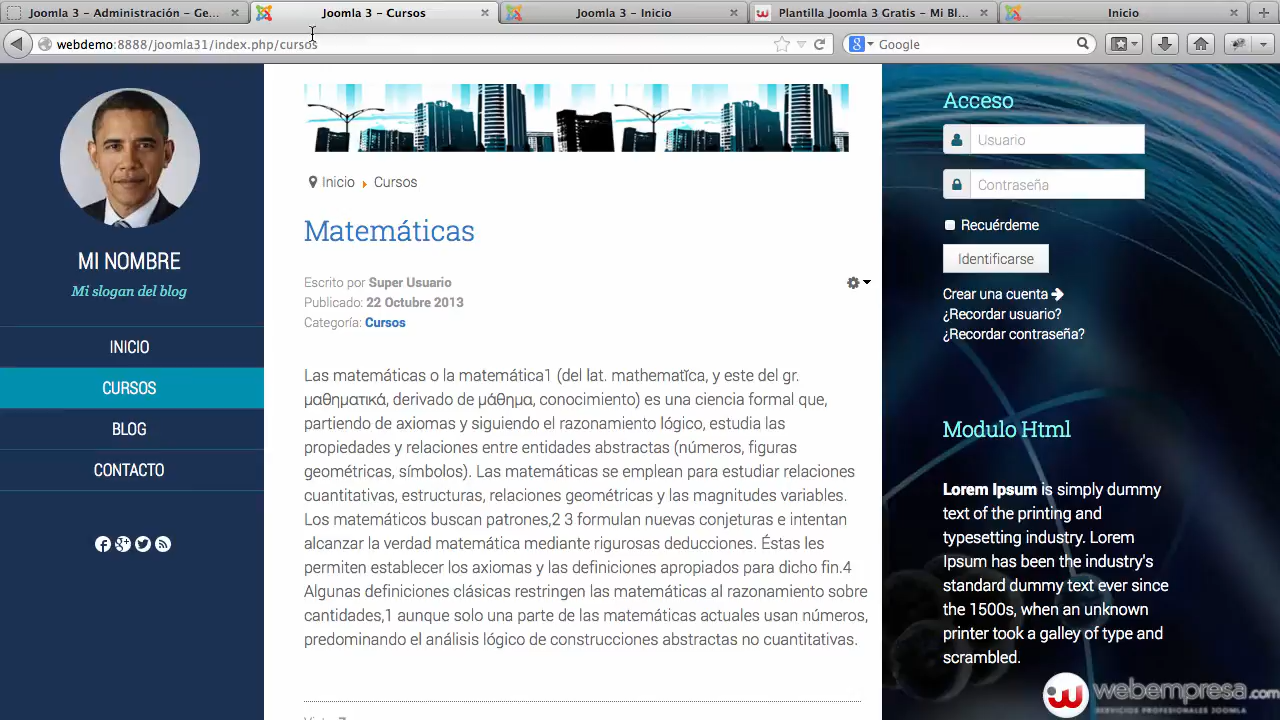 Joomla 3 - Administración - Ge...
Joomla 3 - Cursos
Joomla 3 - Inicio
Plantilla Joomla 3 Gratis - Mi Bl...
Inicio
webdemo:8888/joomla31/index.php/cursos
Google
MI NOMBRE
Mi slogan del blog
INICIO
CURSOS
BLOG
CONTACTO
Inicio
Cursos
Matemáticas
Escrito por Super Usuario
Publicado: 22 Octubre 2013
Categoría: Cursos
Las matemáticas o la matemática1 (del lat. mathematĭca, y este del gr.
μαθηματικά, derivado de μάθημα, conocimiento) es una ciencia formal que,
partiendo de axiomas y siguiendo el razonamiento lógico, estudia las
propiedades y relaciones entre entidades abstractas (números, figuras
geométricas, símbolos). Las matemáticas se emplean para estudiar relaciones
cuantitativas, estructuras, relaciones geométricas y las magnitudes variables.
Los matemáticos buscan patrones,2 3 formulan nuevas conjeturas e intentan
alcanzar la verdad matemática mediante rigurosas deducciones. Éstas les
permiten establecer los axiomas y las definiciones apropiados para dicho fin.4
Algunas definiciones clásicas restringen las matemáticas al razonamiento sobre
cantidades,1 aunque solo una parte de las matemáticas actuales usan números,
predominando el análisis lógico de construcciones abstractas no cuantitativas.
Acceso
Usuario
Contraseña
Recuérdeme
Identificarse
Crear una cuenta
¿Recordar usuario?
¿Recordar contraseña?
Modulo Html
Lorem Ipsum is simply dummy
text of the printing and
typesetting industry. Lorem
Ipsum has been the industry's
standard dummy text ever since
the 1500s, when an unknown
printer took a galley of type and
scrambled.
webempresa.com
SERVICIOS PROFESIONALES JOOMLA